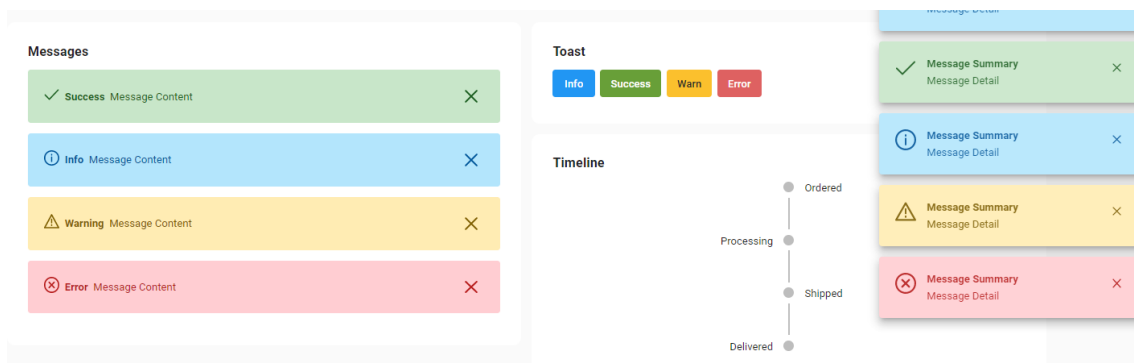 Messages
Success Message Content
Info Message Content
Warning Message Content
Error Message Content
Toast
Info Success Warn Error
Timeline
Ordered
Processing
Shipped
Delivered
Message Detail
Message Summary
Message Detail
Message Summary
Message Detail
Message Summary
Message Detail
Message Summary
Message Detail